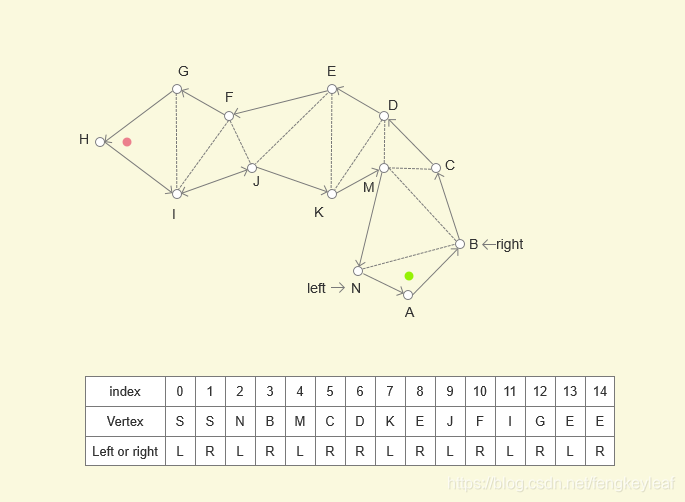 G
E
F
D
H
C
J
M
I
K
B ←right
left → N
A
index 0 1 2 3 4 5 6 7 8 9 10 11 12 13 14
Vertex S S N B M C D K E J F I G E E
Left or right L R L R L R R L R L R L R L R
https://blog.csdn.net/fengkeyleaf